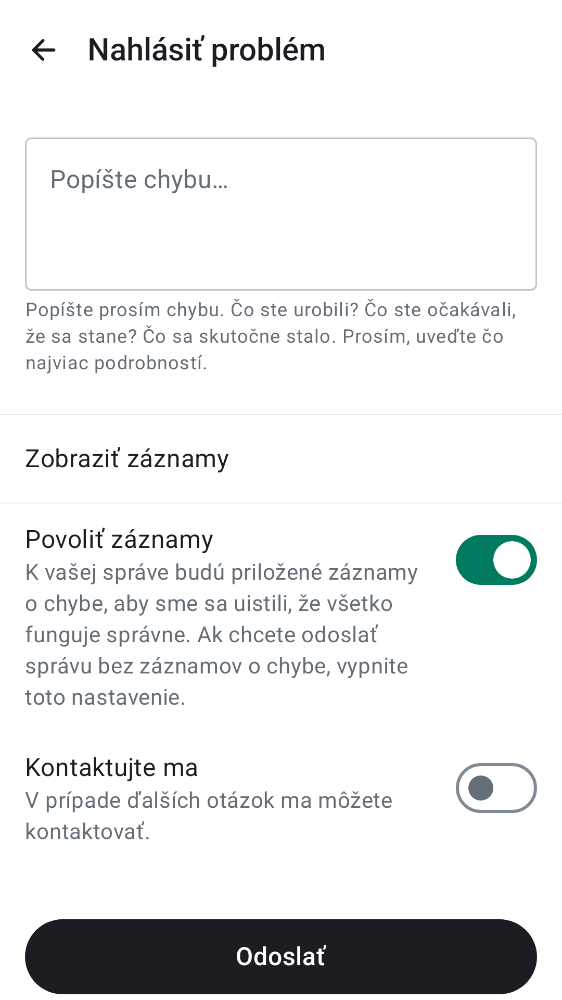 Nahlásiť problém
Popíšte chybu…
Popíšte prosím chybu. Čo ste urobili? Čo ste očakávali,
že sa stane? Čo sa skutočne stalo. Prosím, uveďte čo
najviac podrobností.
Zobraziť záznamy
Povoliť záznamy
K vašej správe budú priložené záznamy
o chybe, aby sme sa uistili, že všetko
funguje správne. Ak chcete odoslať
správu bez záznamov o chybe, vypnite
toto nastavenie.
Kontaktujte ma
V prípade ďalších otázok ma môžete
kontaktovať.
Odoslať